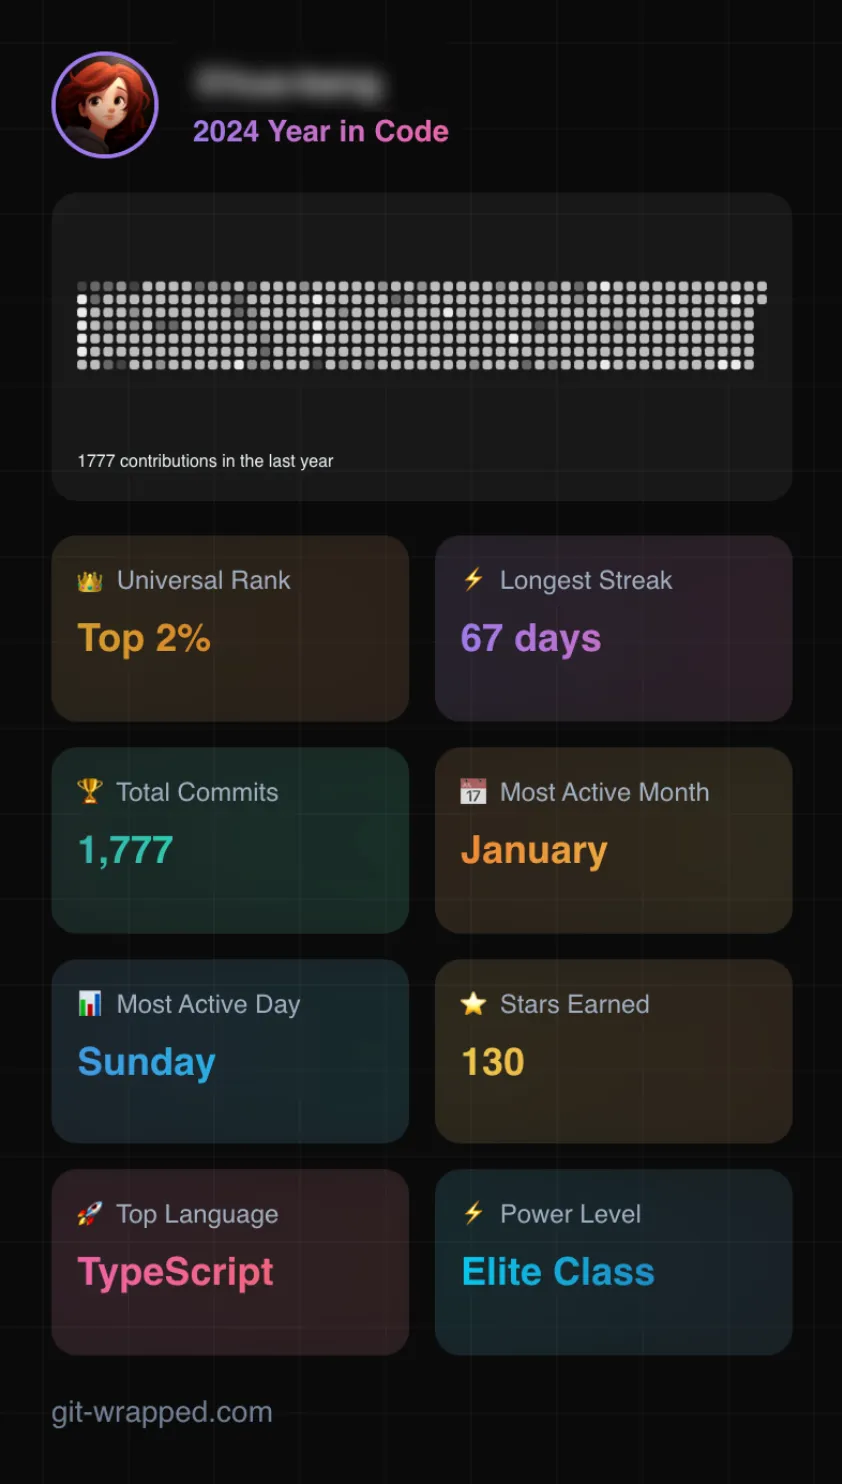 2024 Year in Code
1777 contributions in the last year
👑 Universal Rank
Top 2%
⚡ Longest Streak
67 days
🏆 Total Commits
1,777
📅 Most Active Month
January
📊 Most Active Day
Sunday
⭐ Stars Earned
130
🚀 Top Language
TypeScript
⚡ Power Level
Elite Class
git-wrapped.com